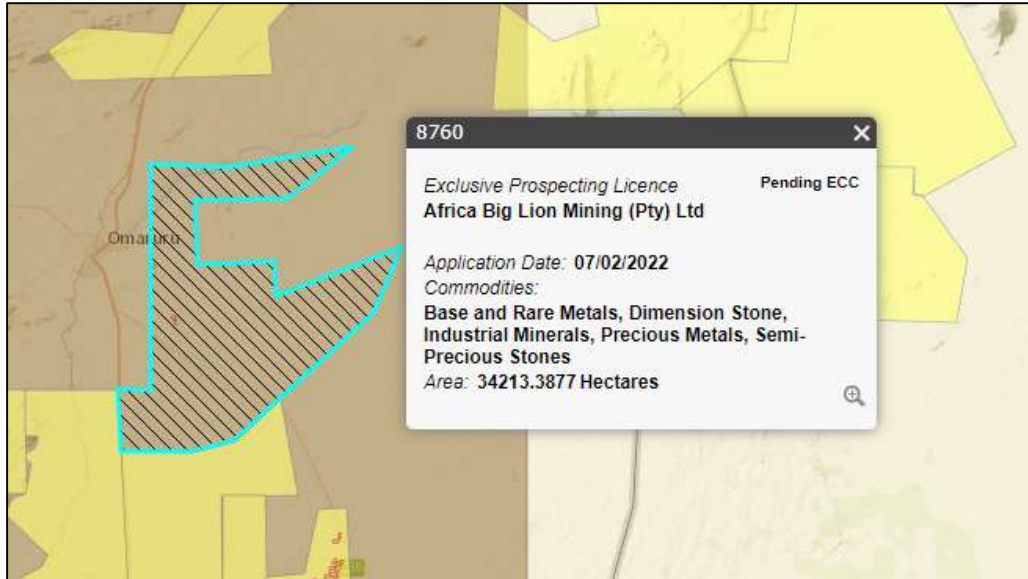 8760
Exclusive Prospecting Licence
Pending ECC
Africa Big Lion Mining (Pty) Ltd
Application Date: 07/02/2022
Commodities:
Base and Rare Metals, Dimension Stone,
Industrial Minerals, Precious Metals, Semi-
Precious Stones
Area: 34213.3877 Hectares
Omaruru